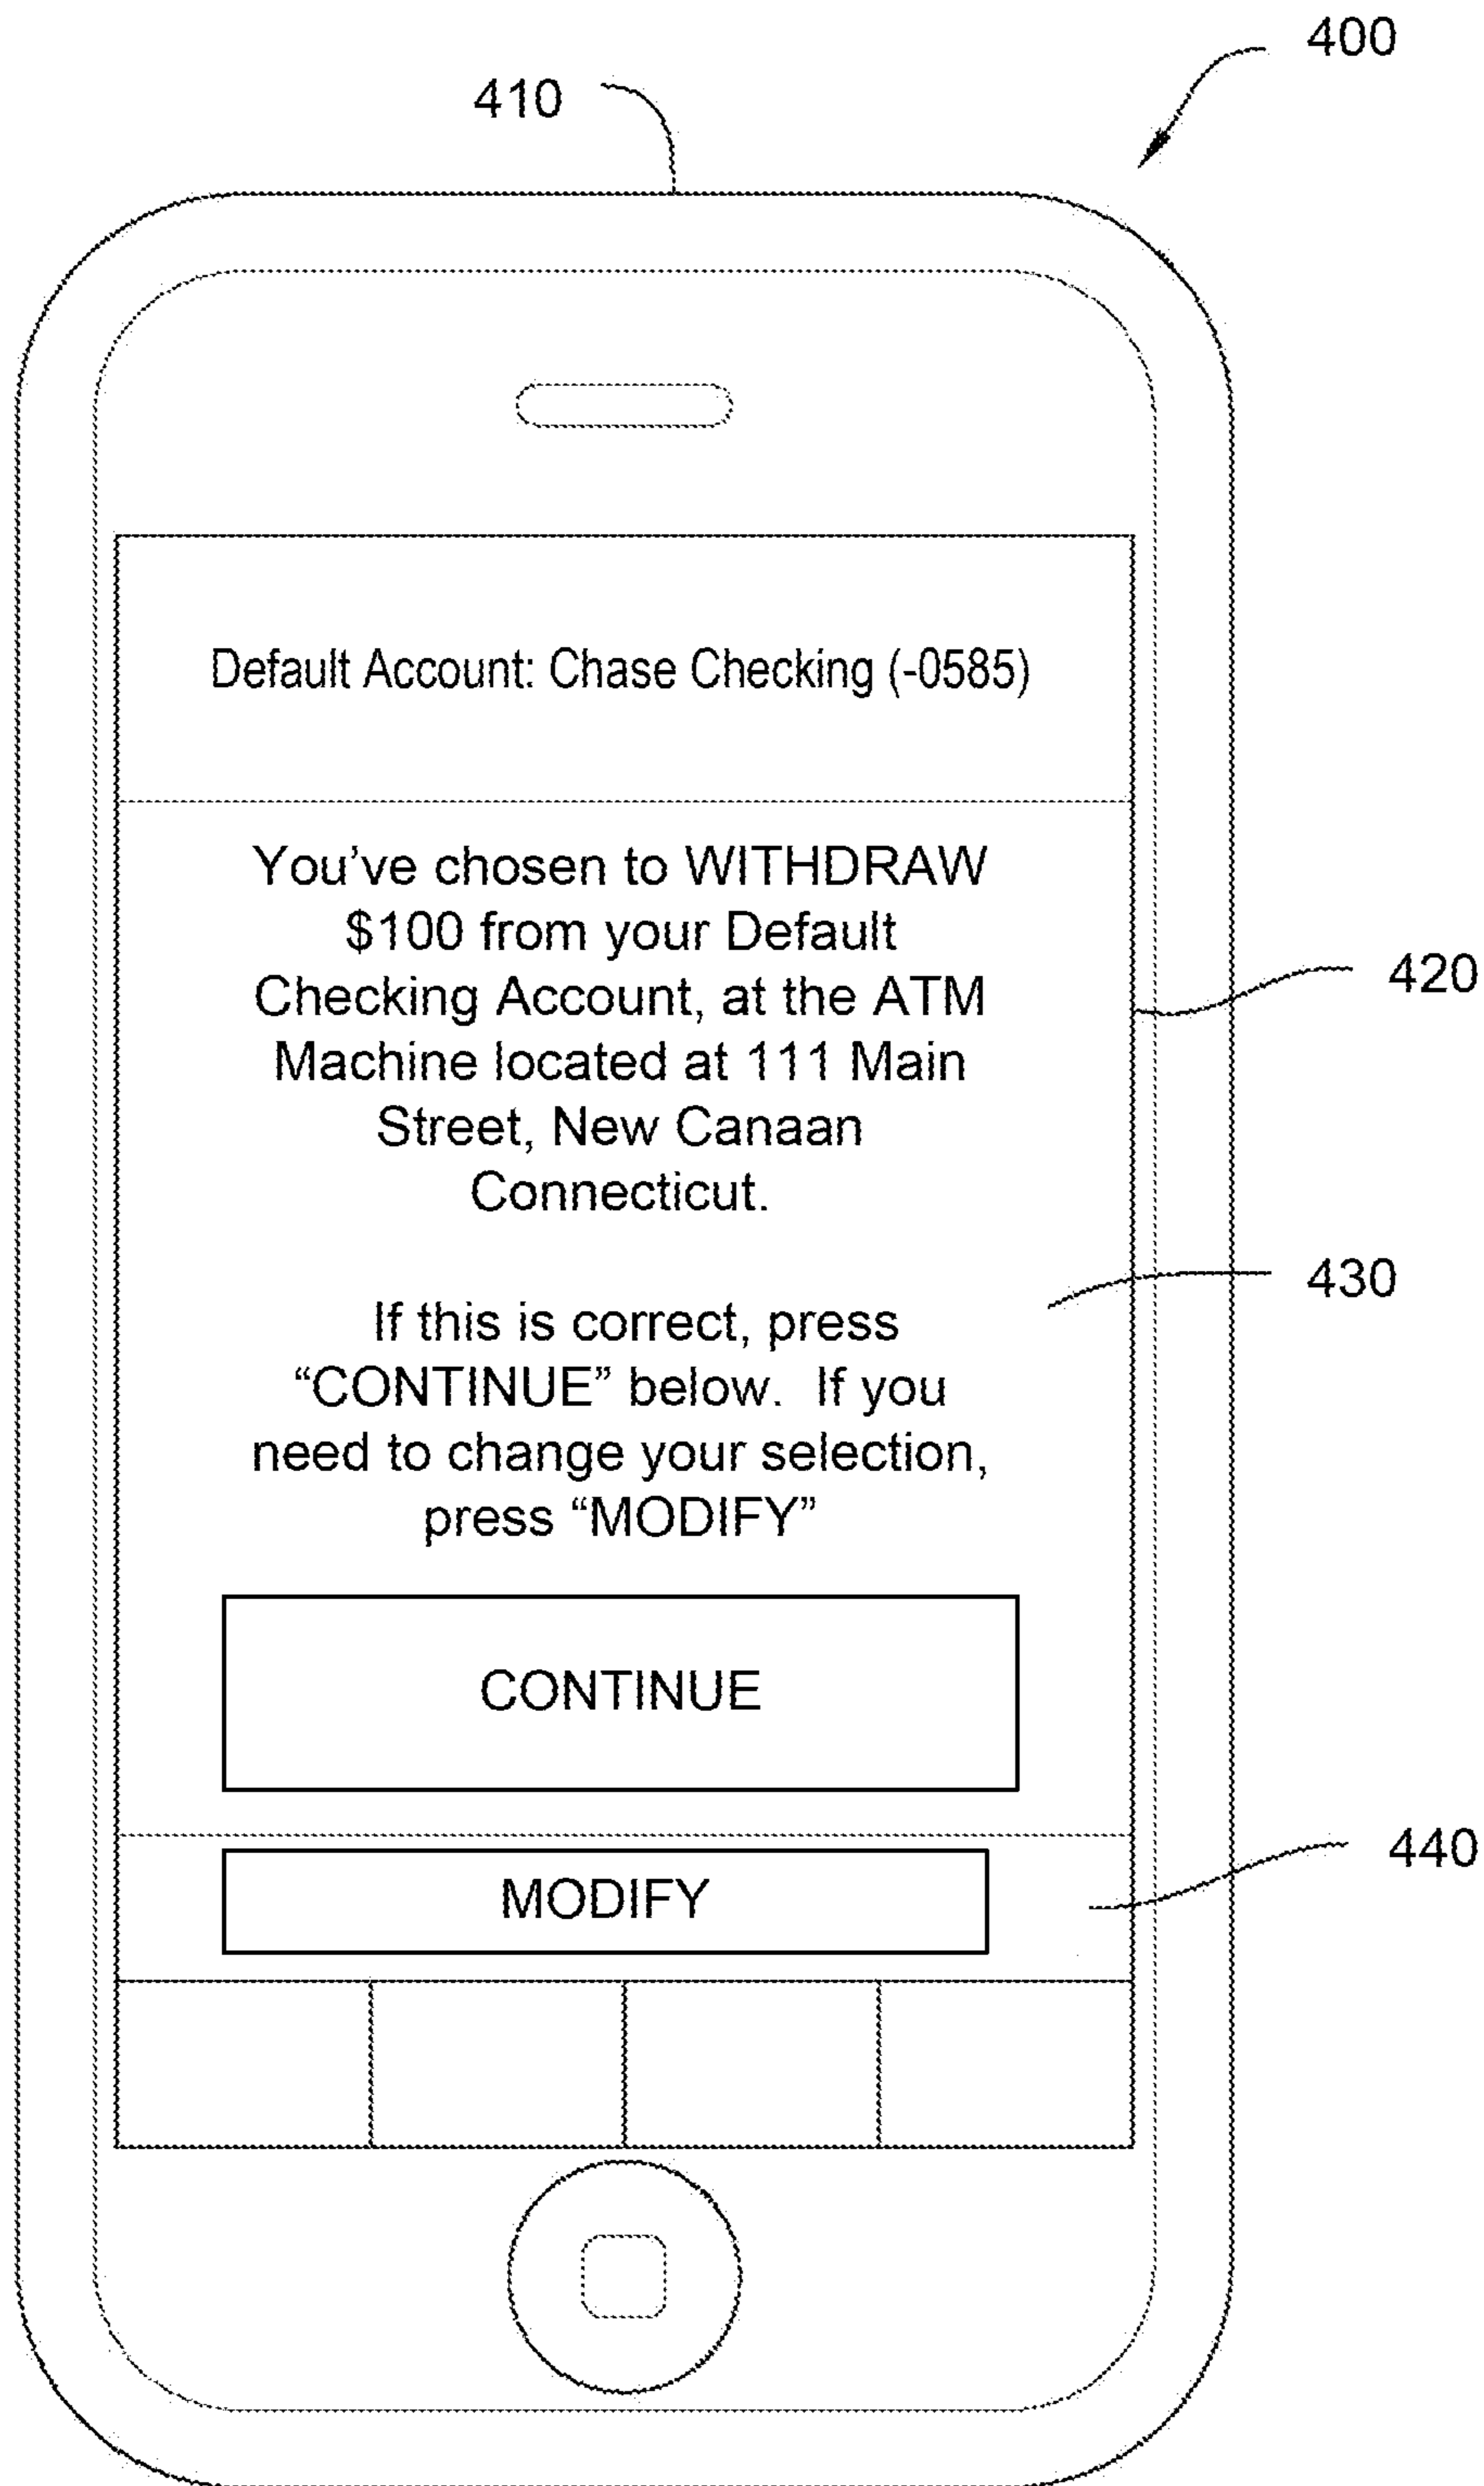 400
410
Default Account: Chase Checking (-0585)
You’ve chosen to WITHDRAW
$100 from your Default
Checking Account, at the ATM
Machine located at 111 Main
Street, New Canaan
Connecticut.
420
If this is correct, press
“CONTINUE” below.  If you
need to change your selection,
press “MODIFY”
430
CONTINUE
MODIFY
440